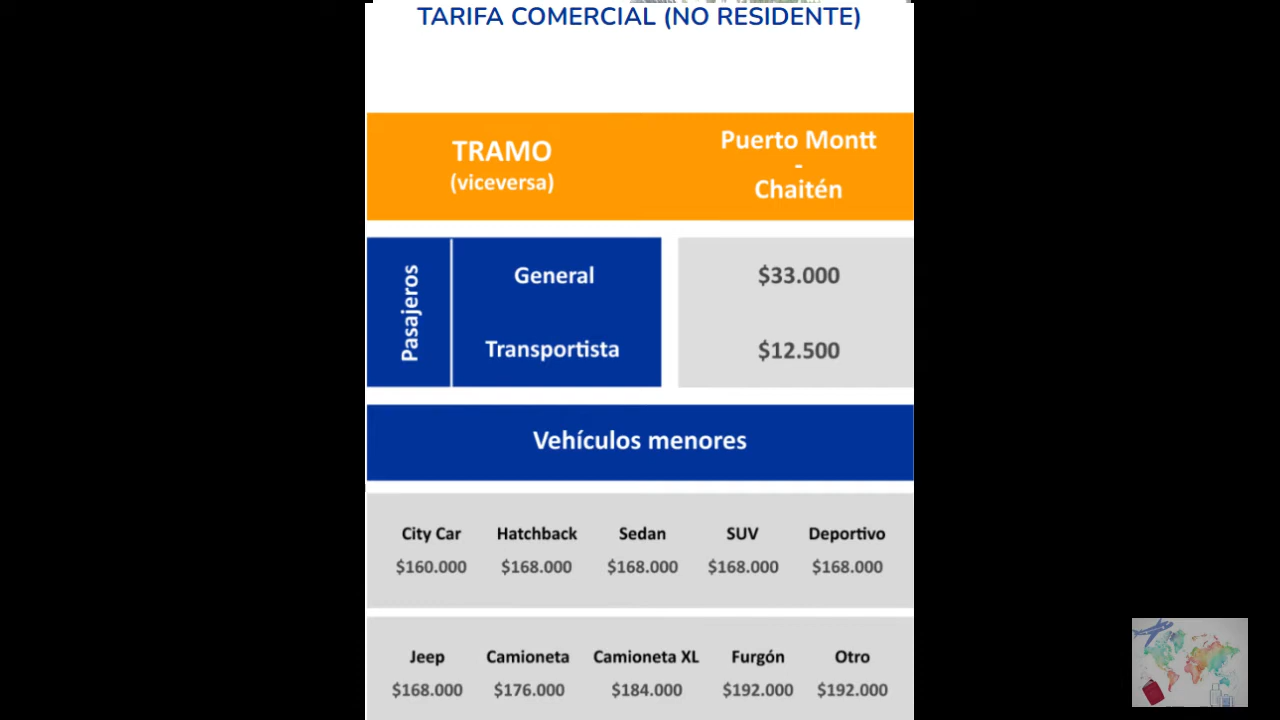 TARIFA COMERCIAL (NO RESIDENTE)
TRAMO
(viceversa)
Puerto Montt
-
Chaitén
Pasajeros
General
$33.000
Transportista
$12.500
Vehículos menores
City Car Hatchback Sedan SUV Deportivo
$160.000 $168.000 $168.000 $168.000 $168.000
Jeep Camioneta Camioneta XL Furgón Otro
$168.000 $176.000 $184.000 $192.000 $192.000